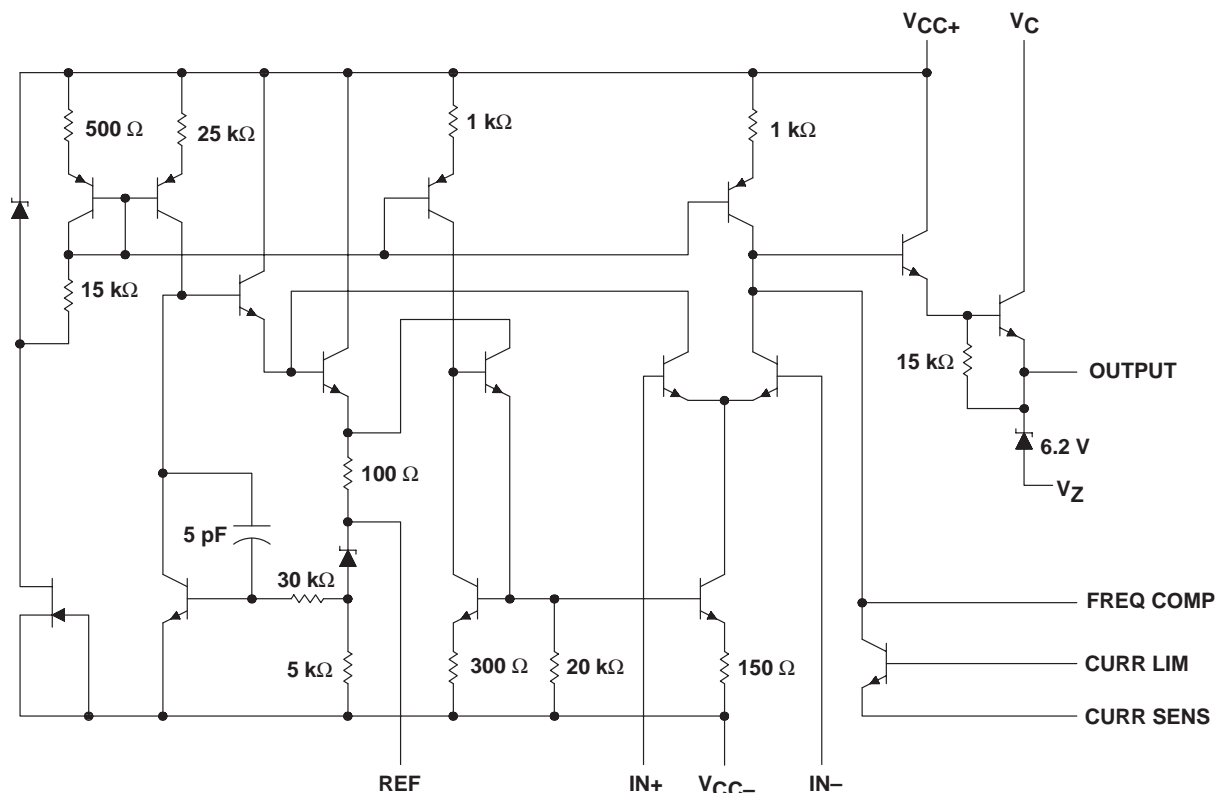 VCC+
VC
500 Ω
25 kΩ
1 kΩ
1 kΩ
15 kΩ
15 kΩ
OUTPUT
6.2 V
VZ
100 Ω
5 pF
30 kΩ
FREQ COMP
5 kΩ
300 Ω
20 kΩ
150 Ω
CURR LIM
CURR SENS
REF
IN+
VCC–
IN–